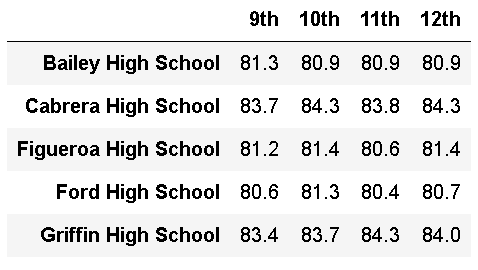 9th 10th 11th 12th
Bailey High School 81.3 80.9 80.9 80.9
Cabrera High School 83.7 84.3 83.8 84.3
Figueroa High School 81.2 81.4 80.6 81.4
Ford High School 80.6 81.3 80.4 80.7
Griffin High School 83.4 83.7 84.3 84.0